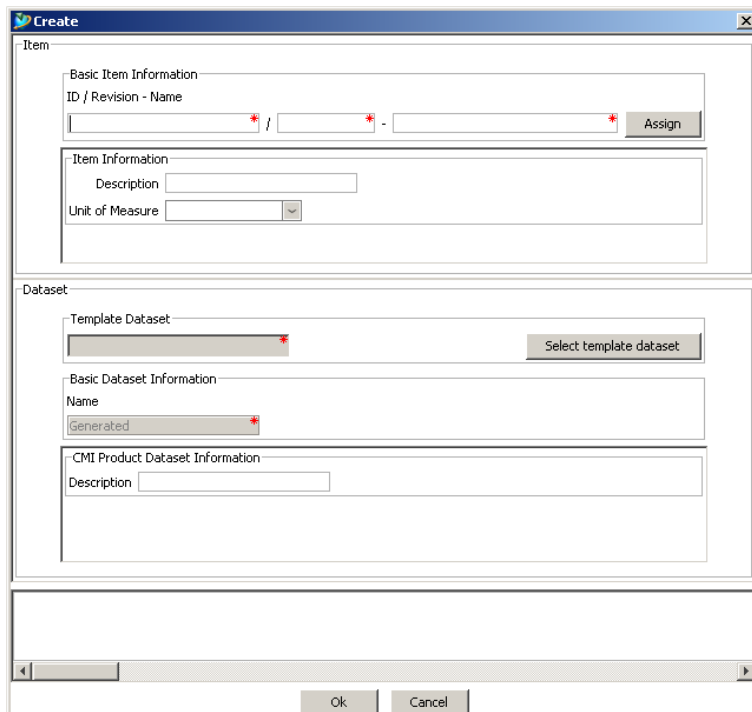 Create
Item
Basic Item Information
ID / Revision - Name
* / * - * Assign
Item Information
Description
Unit of Measure
Dataset
Template Dataset
* Select template dataset
Basic Dataset Information
Name
Generated *
CMI Product Dataset Information
Description
Ok Cancel